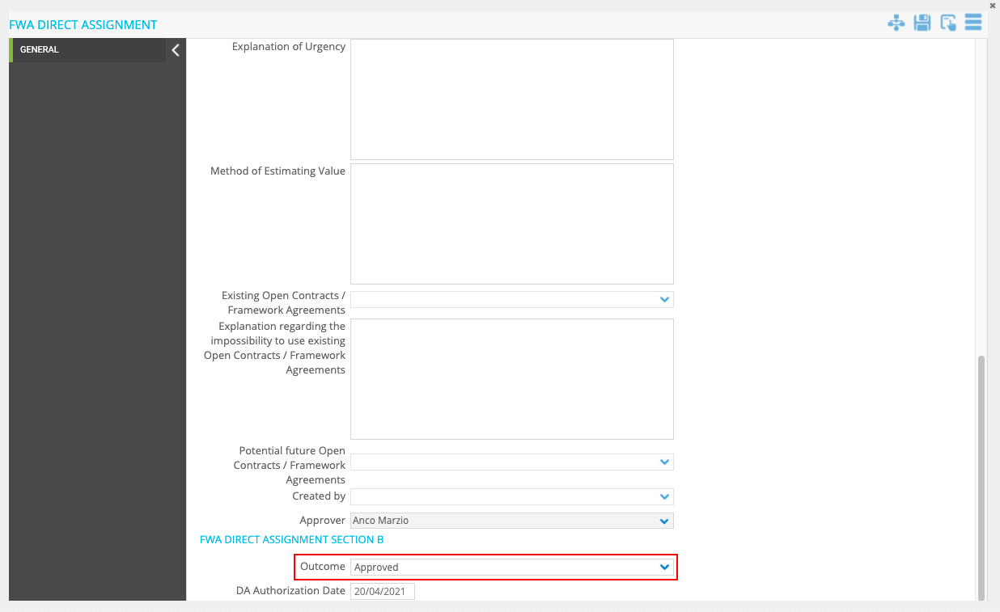 FWA DIRECT ASSIGNMENT
GENERAL
Explanation of Urgency
Method of Estimating Value
Existing Open Contracts /
Framework Agreements
Explanation regarding the
impossibility to use existing
Open Contracts / Framework
Agreements
Potential future Open
Contracts / Framework
Agreements
Created by
Approver Anco Marzio
FWA DIRECT ASSIGNMENT SECTION B
Outcome Approved
DA Authorization Date 20/04/2021